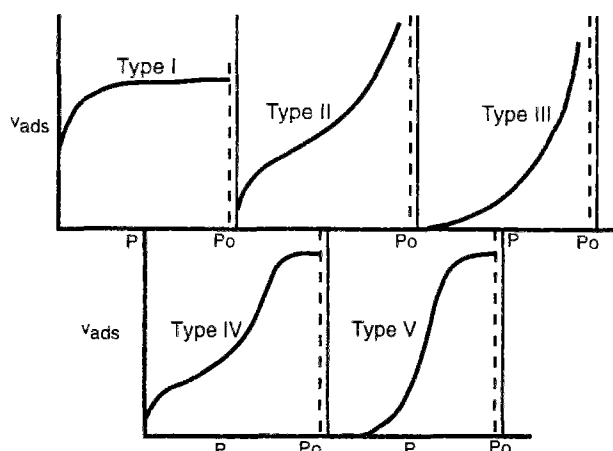 Type I
Type II
Type III
vads
P Po Po P Po
Type IV
Type V
vads
P Po P Po